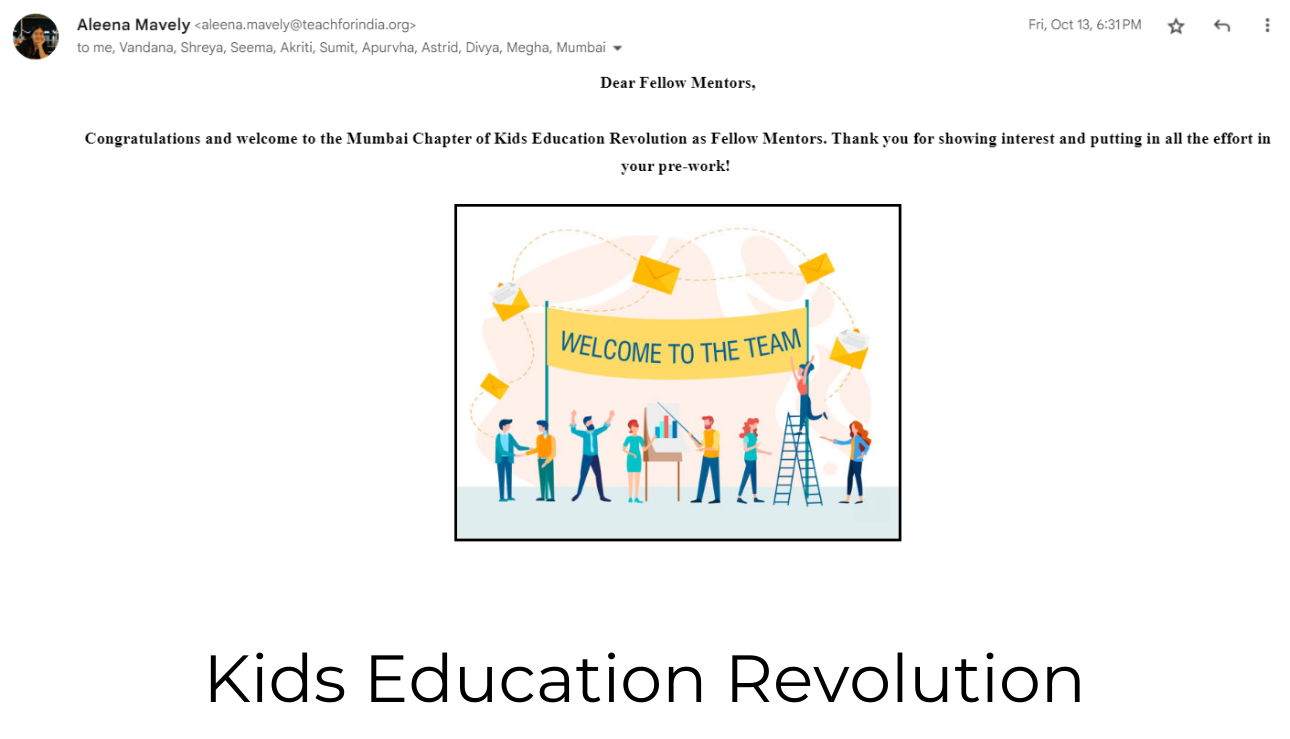 Aleena Mavely <aleena.mavely@teachforindia.org>
Fri, Oct 13, 6:31 PM
to me, Vandana, Shreya, Seema, Akriti, Sumit, Apurvha, Astrid, Divya, Megha, Mumbai
Dear Fellow Mentors,
Congratulations and welcome to the Mumbai Chapter of Kids Education Revolution as Fellow Mentors. Thank you for showing interest and putting in all the effort in
your pre-work!
WELCOME TO THE TEAM
Kids Education Revolution